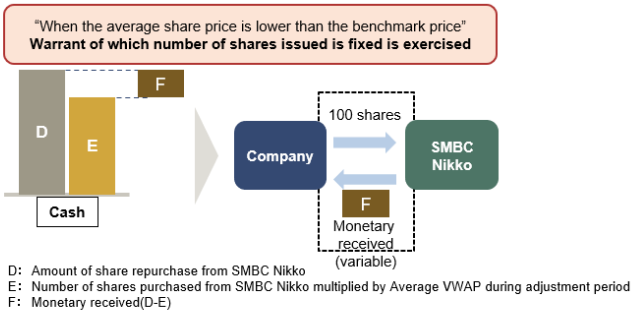 “When the average share price is lower than the benchmark price”
Warrant of which number of shares issued is fixed is exercised
F
D
E
Cash
100 shares
Company
SMBC
Nikko
F
Monetary
received
(variable)
D: Amount of share repurchase from SMBC Nikko
E: Number of shares purchased from SMBC Nikko multiplied by Average VWAP during adjustment period
F: Monetary received(D-E)